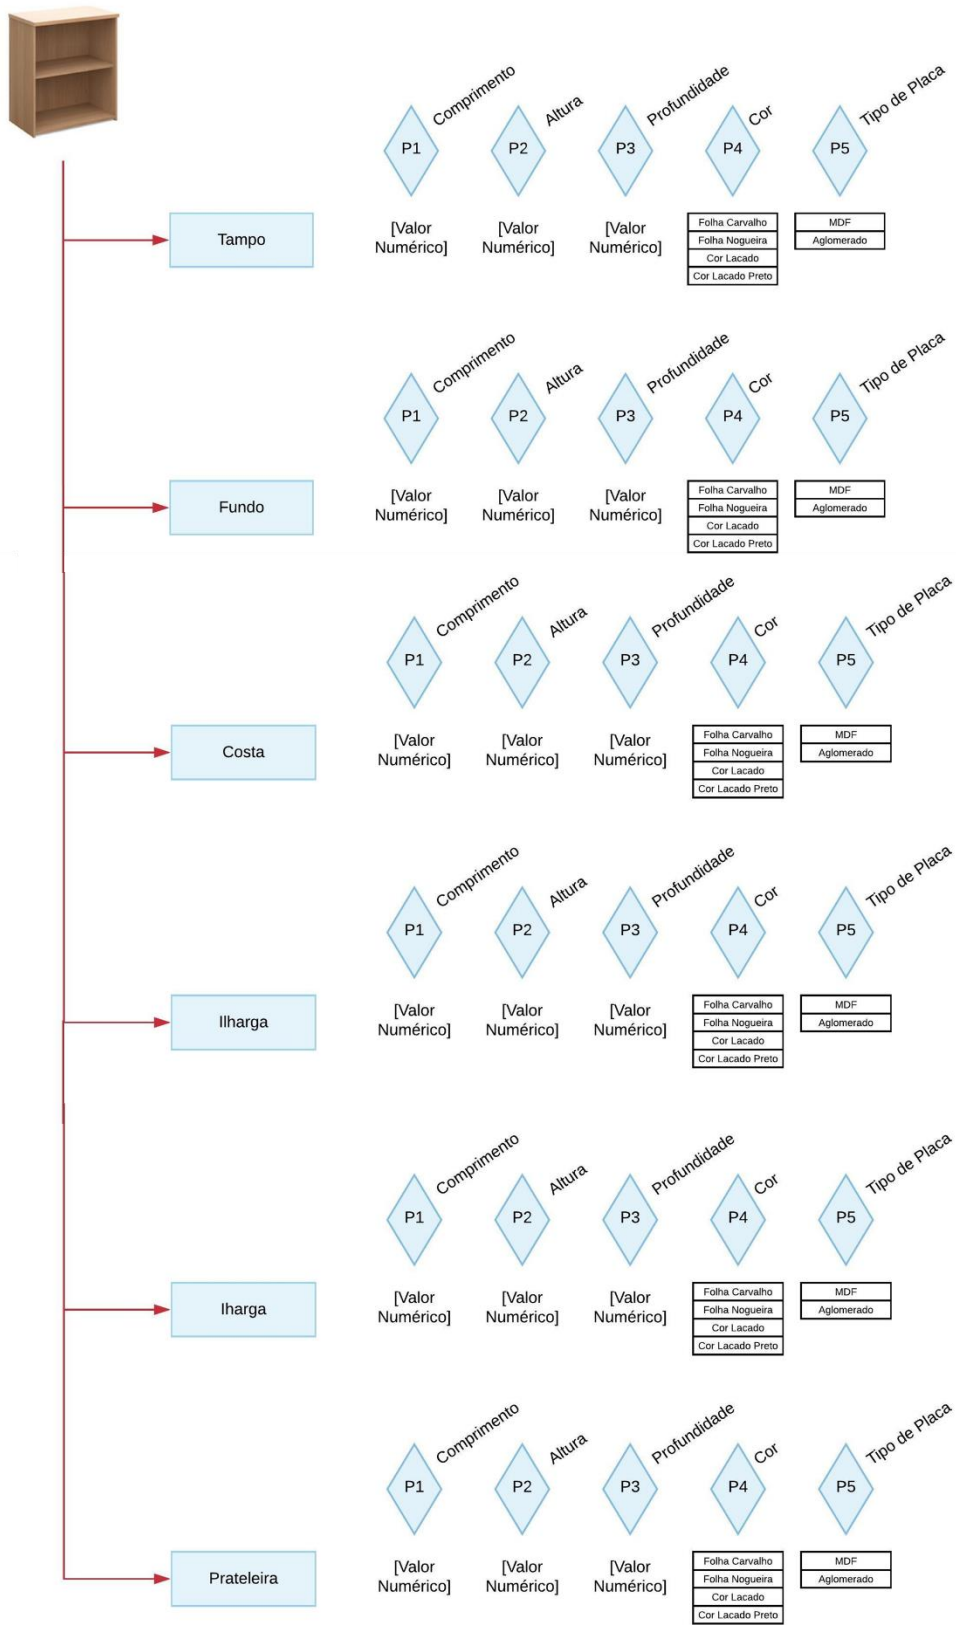 Comprimento
Altura
Profundidade
Cor
Tipo de Placa
P1
P2
P3
P4
P5
Tampo
[Valor
Numérico]
[Valor
Numérico]
[Valor
Numérico]
Folha Carvalho
Folha Nogueira
Cor Lacado
Cor Lacado Preto
MDF
Aglomerado
Comprimento
Altura
Profundidade
Cor
Tipo de Placa
P1
P2
P3
P4
P5
Fundo
[Valor
Numérico]
[Valor
Numérico]
[Valor
Numérico]
Folha Carvalho
Folha Nogueira
Cor Lacado
Cor Lacado Preto
MDF
Aglomerado
Comprimento
Altura
Profundidade
Cor
Tipo de Placa
P1
P2
P3
P4
P5
Costa
[Valor
Numérico]
[Valor
Numérico]
[Valor
Numérico]
Folha Carvalho
Folha Nogueira
Cor Lacado
Cor Lacado Preto
MDF
Aglomerado
Comprimento
Altura
Profundidade
Cor
Tipo de Placa
P1
P2
P3
P4
P5
Ilharga
[Valor
Numérico]
[Valor
Numérico]
[Valor
Numérico]
Folha Carvalho
Folha Nogueira
Cor Lacado
Cor Lacado Preto
MDF
Aglomerado
Comprimento
Altura
Profundidade
Cor
Tipo de Placa
P1
P2
P3
P4
P5
Iharga
[Valor
Numérico]
[Valor
Numérico]
[Valor
Numérico]
Folha Carvalho
Folha Nogueira
Cor Lacado
Cor Lacado Preto
MDF
Aglomerado
Comprimento
Altura
Profundidade
Cor
Tipo de Placa
P1
P2
P3
P4
P5
Prateleira
[Valor
Numérico]
[Valor
Numérico]
[Valor
Numérico]
Folha Carvalho
Folha Nogueira
Cor Lacado
Cor Lacado Preto
MDF
Aglomerado